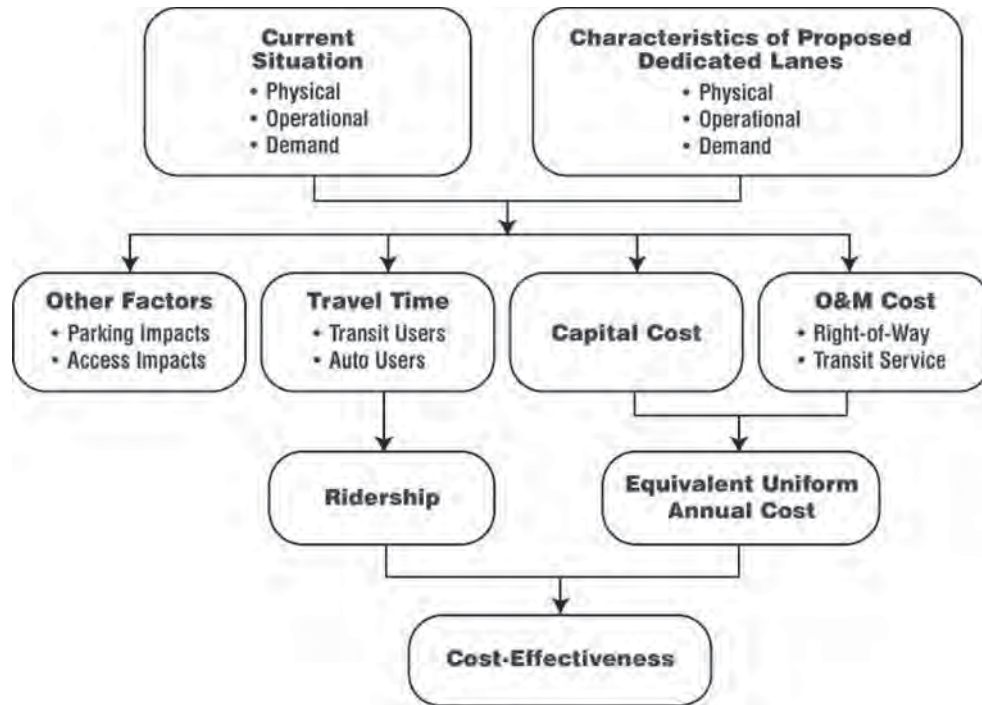 Current
Situation
• Physical
• Operational
• Demand
Characteristics of Proposed
Dedicated Lanes
• Physical
• Operational
• Demand
Other Factors
• Parking Impacts
• Access Impacts
Travel Time
• Transit Users
• Auto Users
Capital Cost
O&M Cost
• Right-of-Way
• Transit Service
Ridership
Equivalent Uniform
Annual Cost
Cost-Effectiveness